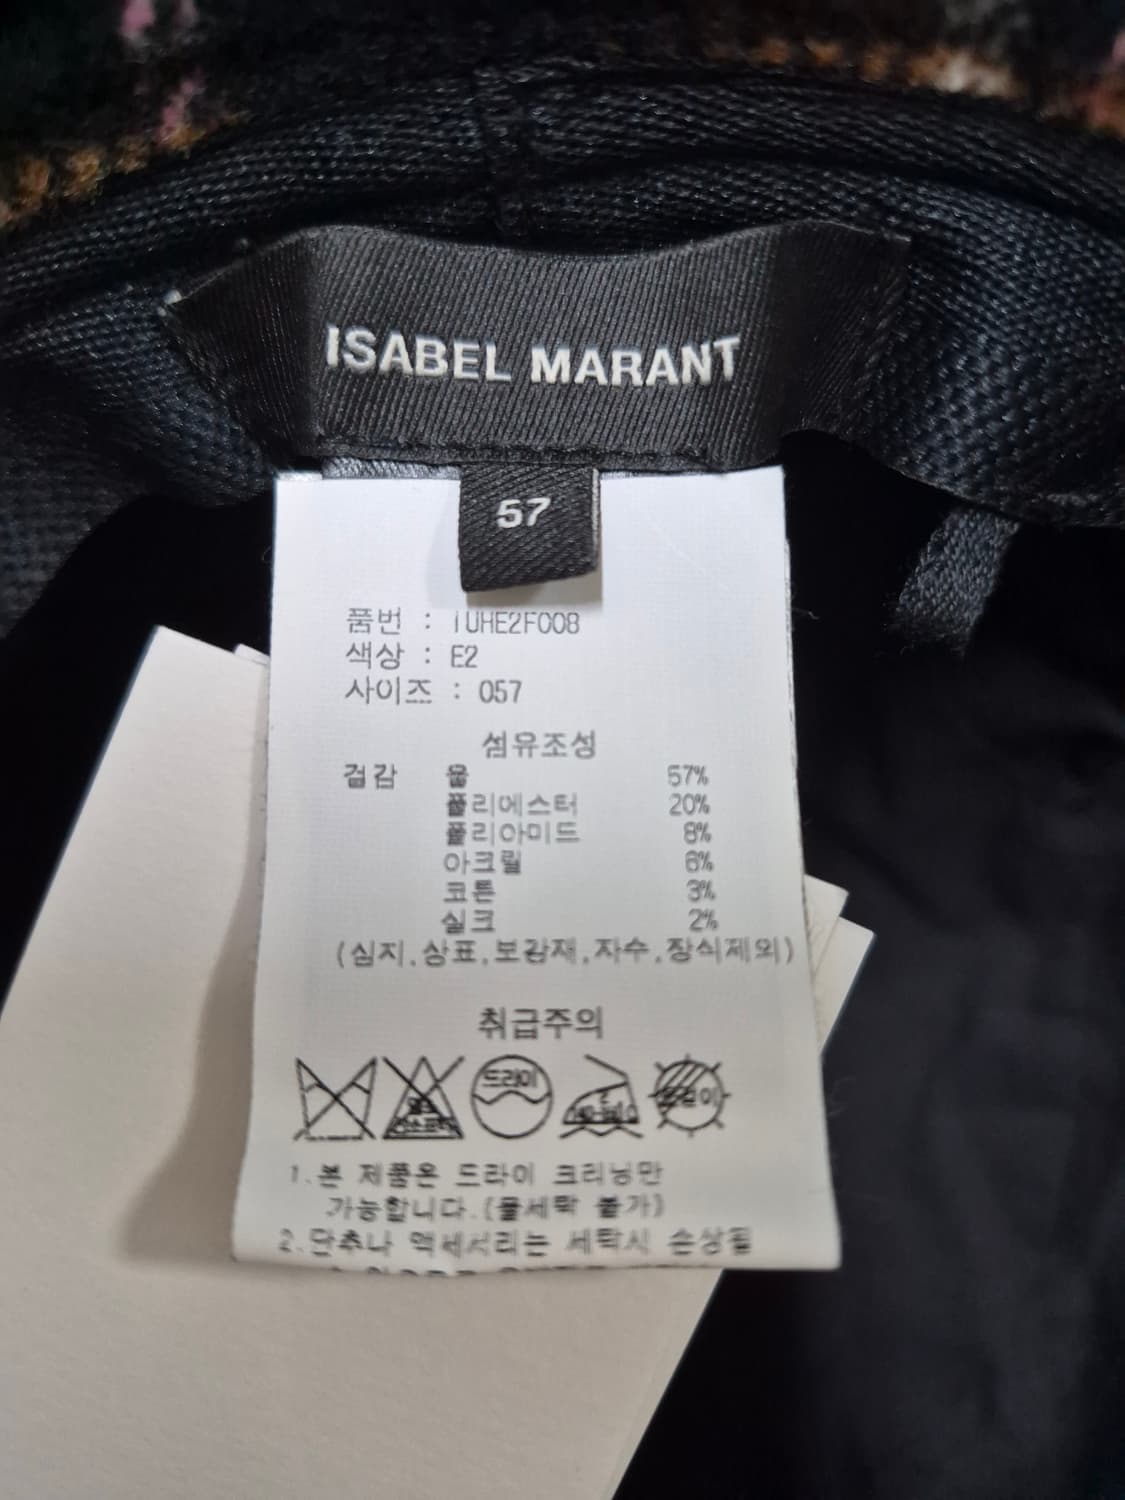 ISABEL MARANT
57
품번 : IUHE2F008
색상 : E2
사이즈 : 057
섬유조성
겉감 울 57%
폴리에스터 20%
폴리아미드 8%
아크릴 6%
코튼 3%
실크 2%
(심지,상표,보강재,자수,장식제외)
취급주의
드라이
1.본 제품은 드라이 크리닝만
가능합니다.(물세탁 불가)
2.단추나 악세서리는 세탁시 손상될